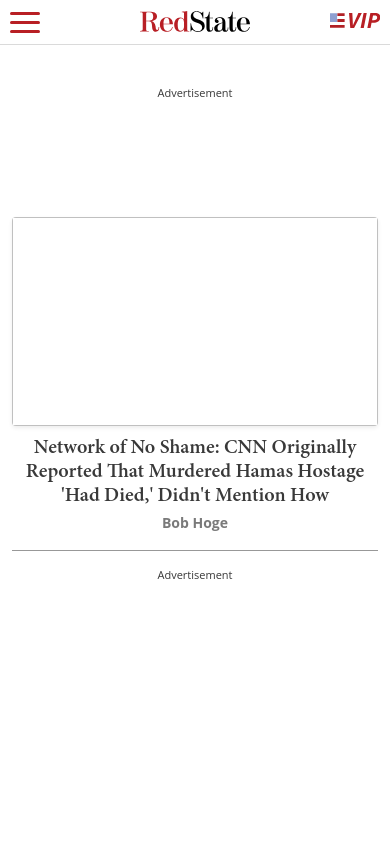 RedState
VIP
Advertisement
Network of No Shame: CNN Originally
Reported That Murdered Hamas Hostage
'Had Died,' Didn't Mention How
Bob Hoge
Advertisement